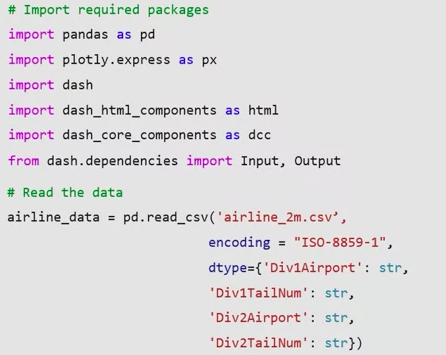 # Import required packages
import pandas as pd
import plotly.express as px
import dash
import dash_html_components as html
import dash_core_components as dcc
from dash.dependencies import Input, Output
# Read the data
airline_data = pd.read_csv('airline_2m.csv’,
encoding = "ISO-8859-1",
dtype={'Div1Airport': str,
'Div1TailNum': str,
'Div2Airport': str,
'Div2TailNum': str})